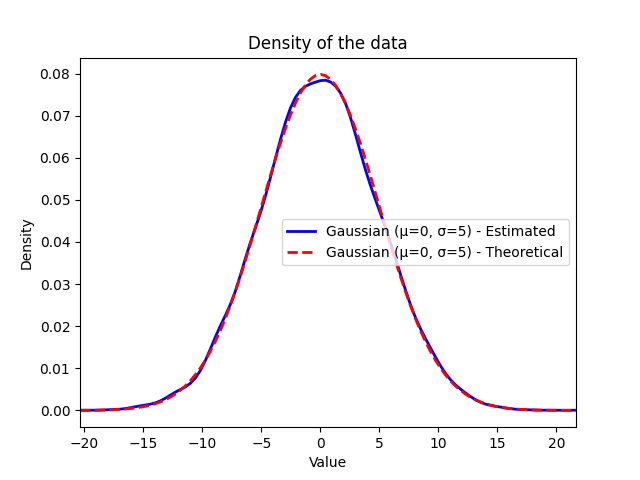 Density of the data
0.08
0.07
0.06
0.05
0.04
0.03
0.02
0.01
0.00
Density
Gaussian (μ=0, σ=5) - Estimated
Gaussian (μ=0, σ=5) - Theoretical
−20 −15 −10 −5 0 5 10 15 20
Value